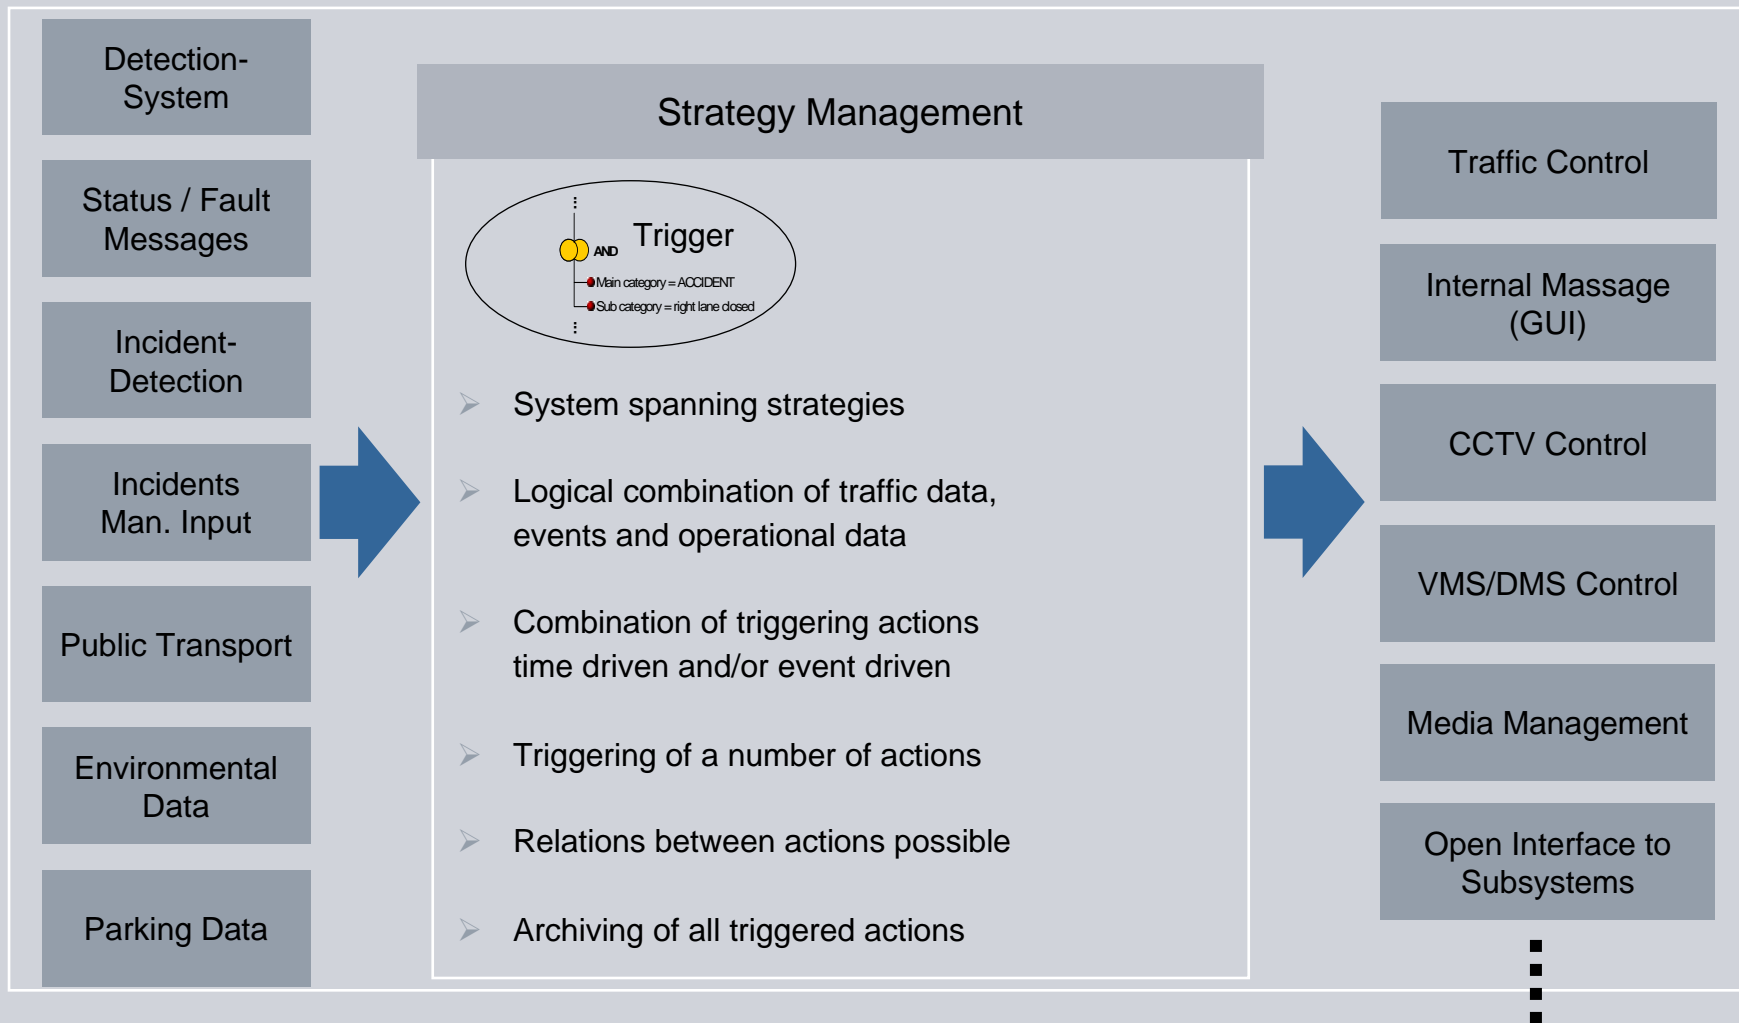 Detection-
System
Status / Fault
Messages
Incident-
Detection
Incidents
Man. Input
Public Transport
Environmental
Data
Parking Data
Strategy Management
Trigger
AND
Main category = ACCIDENT
Sub category = right lane closed
System spanning strategies
Logical combination of traffic data,
events and operational data
Combination of triggering actions
time driven and/or event driven
Triggering of a number of actions
Relations between actions possible
Archiving of all triggered actions
Traffic Control
Internal Massage
(GUI)
CCTV Control
VMS/DMS Control
Media Management
Open Interface to
Subsystems